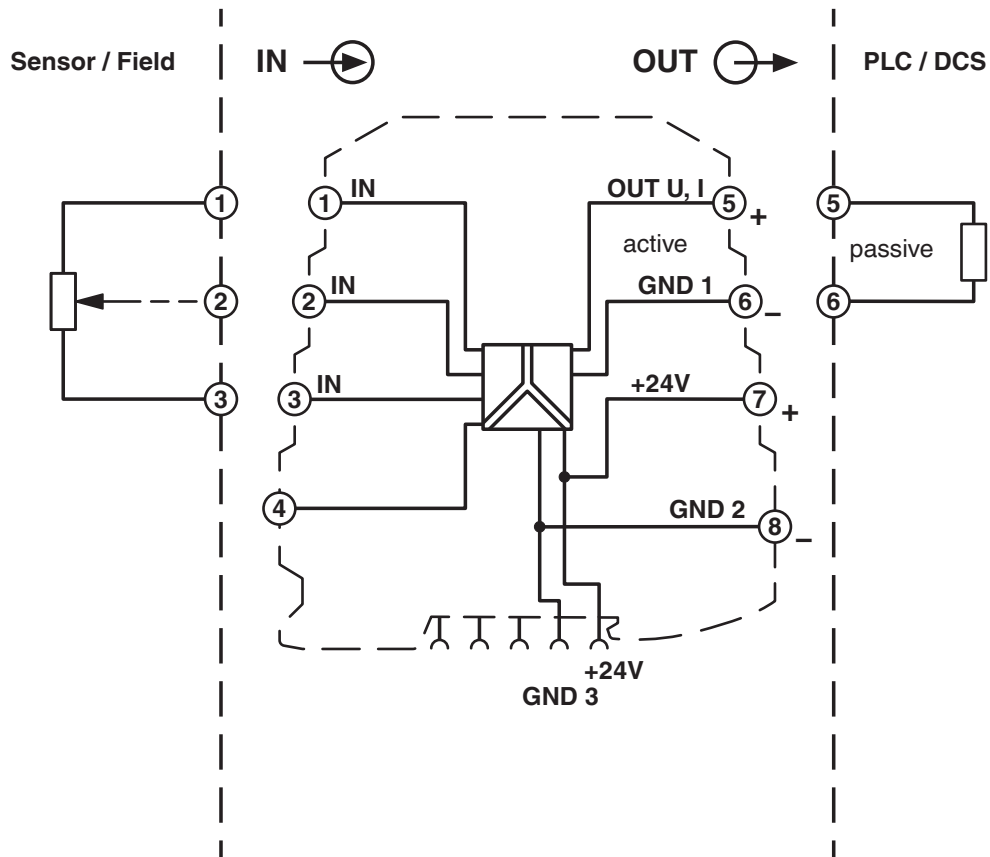 Sensor / Field
IN
OUT
PLC / DCS
1
1
IN
OUT U, I
5
+
5
active
passive
2
2
IN
GND 1
6
–
6
3
3
IN
+24V
7
+
4
GND 2
8
–
+24V
GND 3